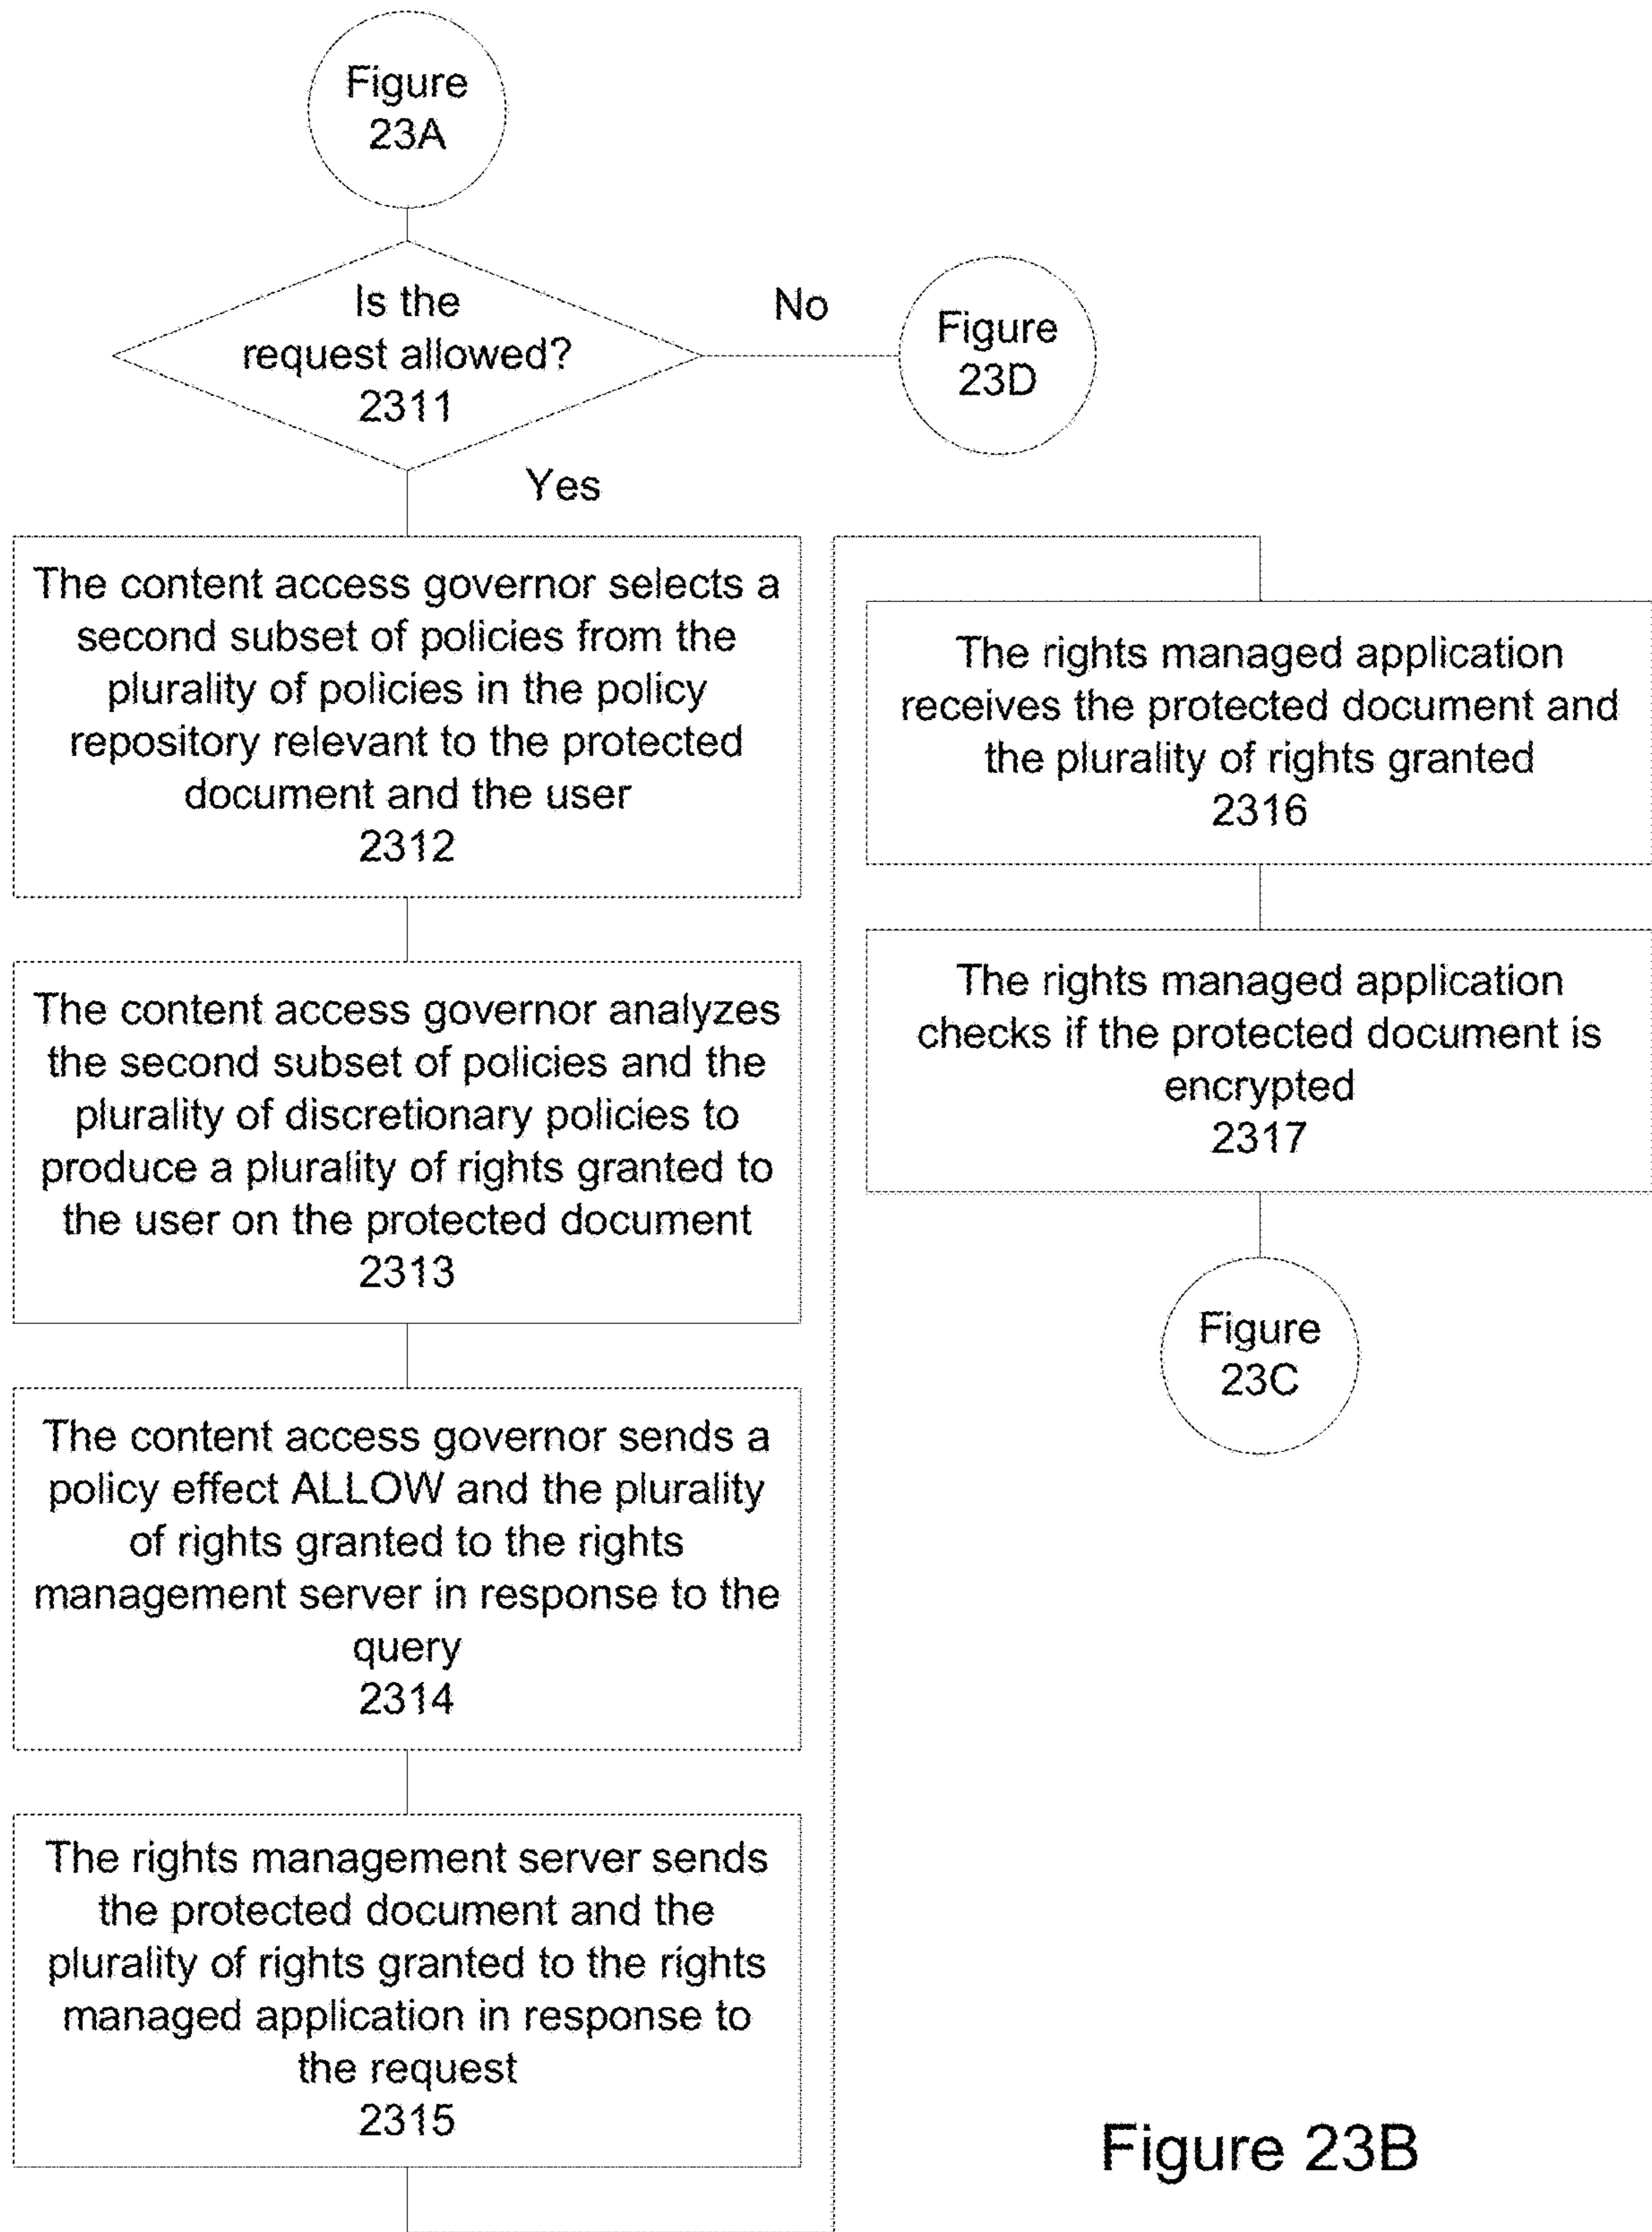 Figure
23A
Is the
request allowed?
2311
No
Figure
23D
Yes
The content access governor selects a
second subset of policies from the
plurality of policies in the policy
repository relevant to the protected
document and the user
2312
The content access governor analyzes
the second subset of policies and the
plurality of discretionary policies to
produce a plurality of rights granted to
the user on the protected document
2313
The content access governor sends a
policy effect ALLOW and the plurality
of rights granted to the rights
management server in response to the
query
2314
The rights management server sends
the protected document and the
plurality of rights granted to the rights
managed application in response to
the request
2315
The rights managed application
receives the protected document and
the plurality of rights granted
2316
The rights managed application
checks if the protected document is
encrypted
2317
Figure
23C
Figure 23B